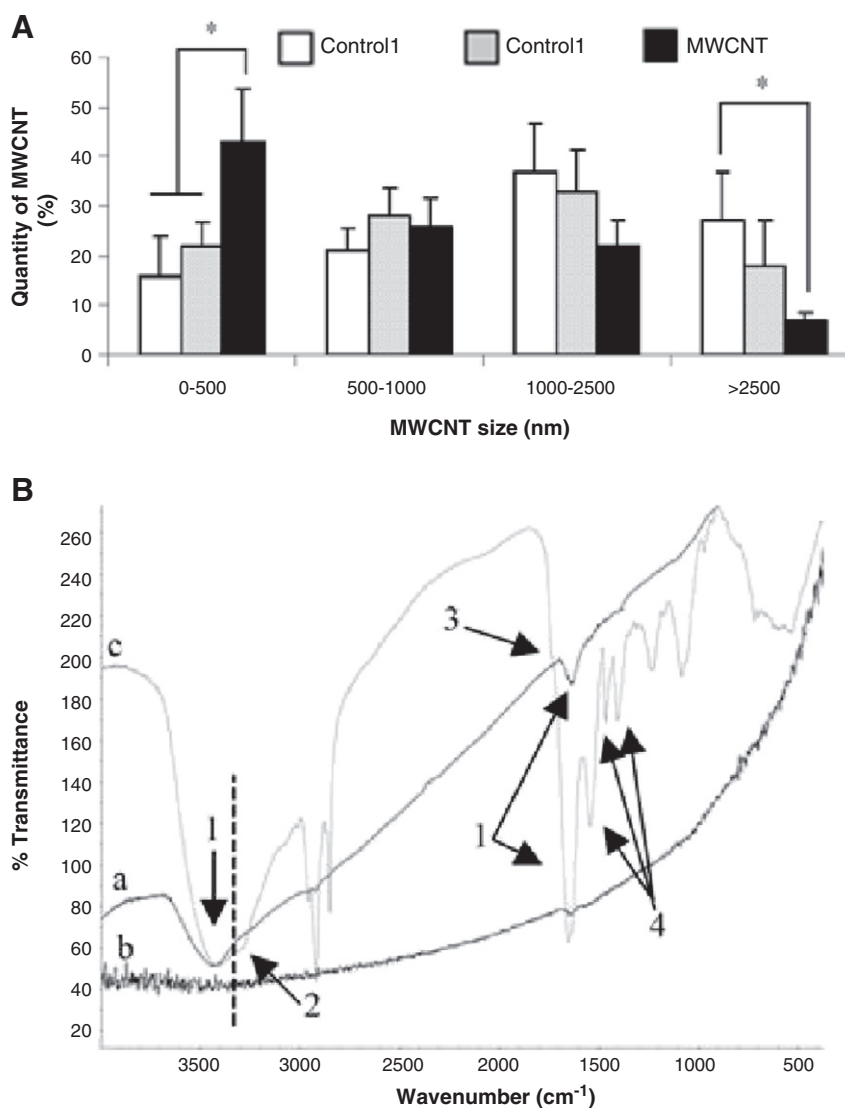 A
* Control1 Control1 MWCNT *
60
50
40
30
20
10
0
Quantity of MWCNT
(%)
0-500 500-1000 1000-2500 >2500
MWCNT size (nm)
B
260
240
220
200
180
160
140
120
100
80
60
40
20
% Transmittance
c
a
b
1
2
3
1
4
3500 3000 2500 2000 1500 1000 500
Wavenumber (cm-1)